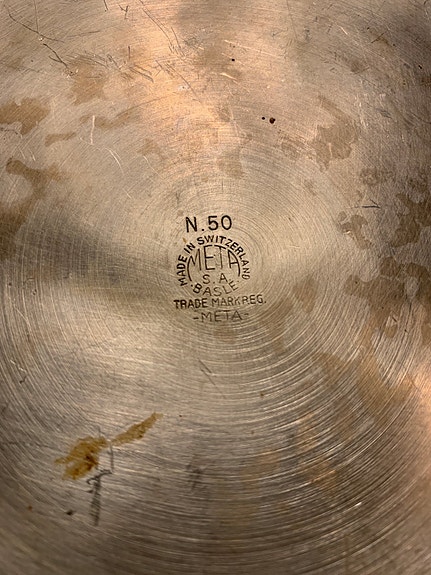 N.50
MADE IN SWITZERLAND
META
S.A.
BASLE
TRADE MARK REG.
-META-